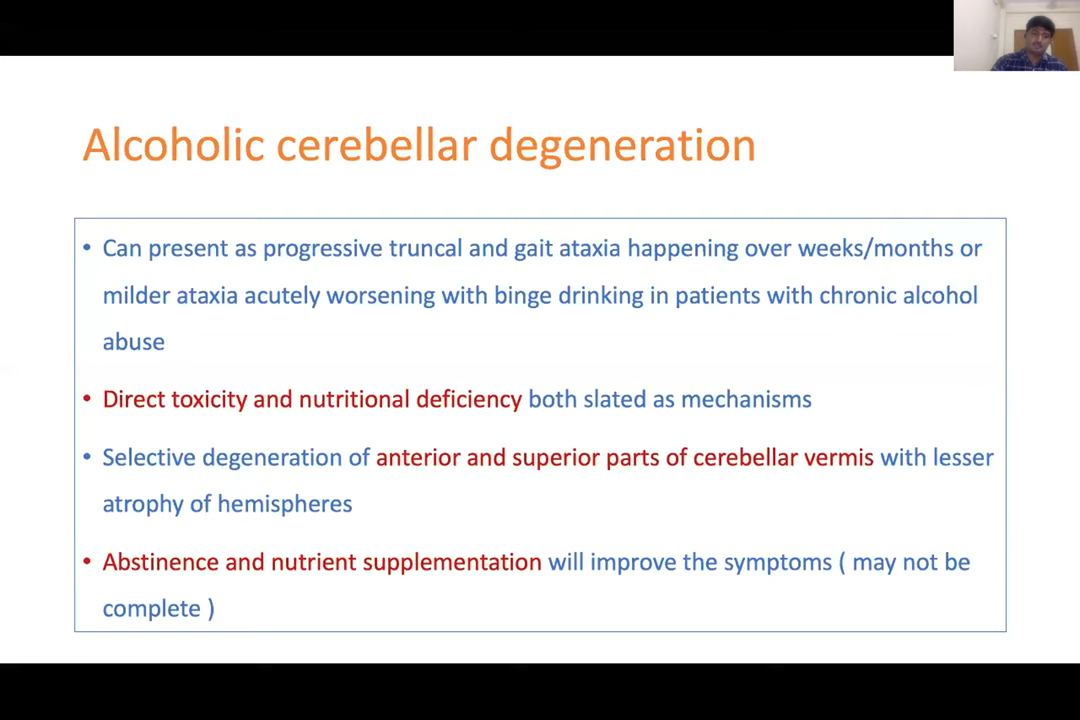 Alcoholic cerebellar degeneration
• Can present as progressive truncal and gait ataxia happening over weeks/months or
milder ataxia acutely worsening with binge drinking in patients with chronic alcohol
abuse
• Direct toxicity and nutritional deficiency both slated as mechanisms
• Selective degeneration of anterior and superior parts of cerebellar vermis with lesser
atrophy of hemispheres
• Abstinence and nutrient supplementation will improve the symptoms ( may not be
complete )